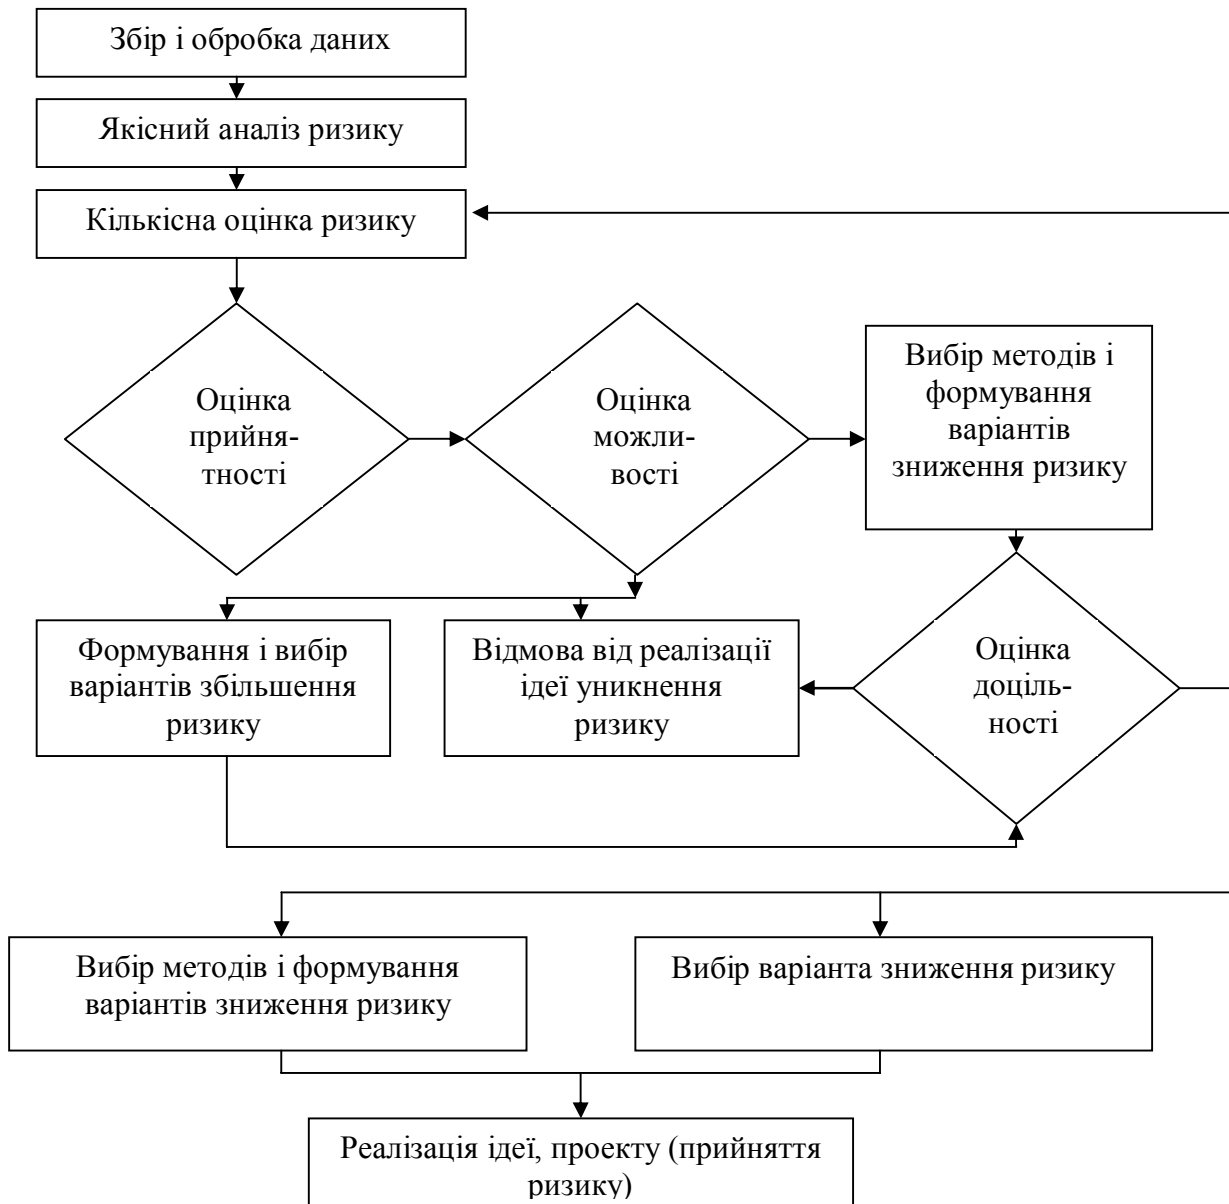 Збір і обробка даних
Якісний аналіз ризику
Кількісна оцінка ризику
Оцінка
прийня-
тності
Оцінка
можли-
вості
Вибір методів і
формування
варіантів
зниження ризику
Формування і вибір
варіантів збільшення
ризику
Відмова від реалізації
ідеї уникнення
ризику
Оцінка
доціль-
ності
Вибір методів і формування
варіантів зниження ризику
Вибір варіанта зниження ризику
Реалізація ідеї, проекту (прийняття
ризику)